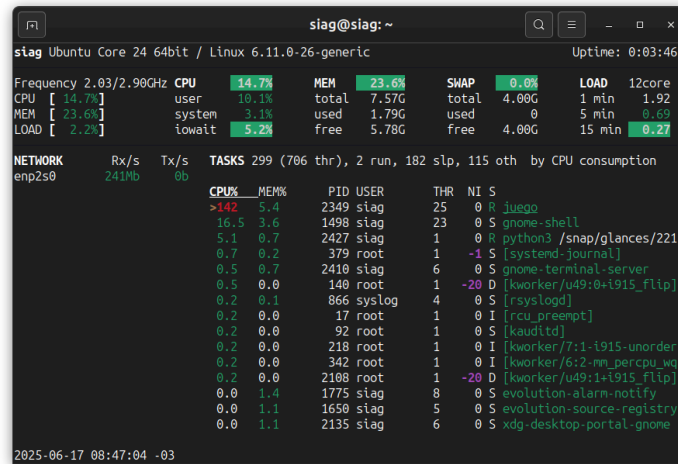 siag@siag: ~
siag Ubuntu Core 24 64bit / Linux 6.11.0-26-generic Uptime: 0:03:46
Frequency 2.03/2.90GHz CPU 14.7% MEM 23.6% SWAP 0.0% LOAD 12core
CPU [ 14.7%] user 10.1% total 7.57G total 4.00G 1 min 1.92
MEM [ 23.6%] system 3.1% used 1.79G used 0 5 min 0.69
LOAD [ 2.2%] iowait 5.2% free 5.78G free 4.00G 15 min 0.27
NETWORK Rx/s Tx/s TASKS 299 (706 thr), 2 run, 182 slp, 115 oth by CPU consumption
enp2s0 241Mb 0b
CPU% MEM% PID USER THR NI S
>142 5.4 2349 siag 25 0 R juego
16.5 3.6 1498 siag 23 0 S gnome-shell
5.1 0.7 2427 siag 1 0 R python3 /snap/glances/221
0.7 0.2 379 root 1 -1 S [systemd-journal]
0.5 0.7 2410 siag 6 0 S gnome-terminal-server
0.5 0.0 140 root 1 -20 D [kworker/u49:0+i915_flip]
0.2 0.1 866 syslog 4 0 S [rsyslogd]
0.2 0.0 17 root 1 0 I [rcu_preempt]
0.2 0.0 92 root 1 0 S [kauditd]
0.2 0.0 218 root 1 0 I [kworker/7:1-i915-unorder
0.2 0.0 342 root 1 0 I [kworker/6:2-mm_percpu_wq
0.2 0.0 2108 root 1 -20 D [kworker/u49:1+i915_flip]
0.0 1.4 1775 siag 8 0 S evolution-alarm-notify
0.0 1.1 1650 siag 5 0 S evolution-source-registry
0.0 1.1 2135 siag 6 0 S xdg-desktop-portal-gnome
2025-06-17 08:47:04 -03